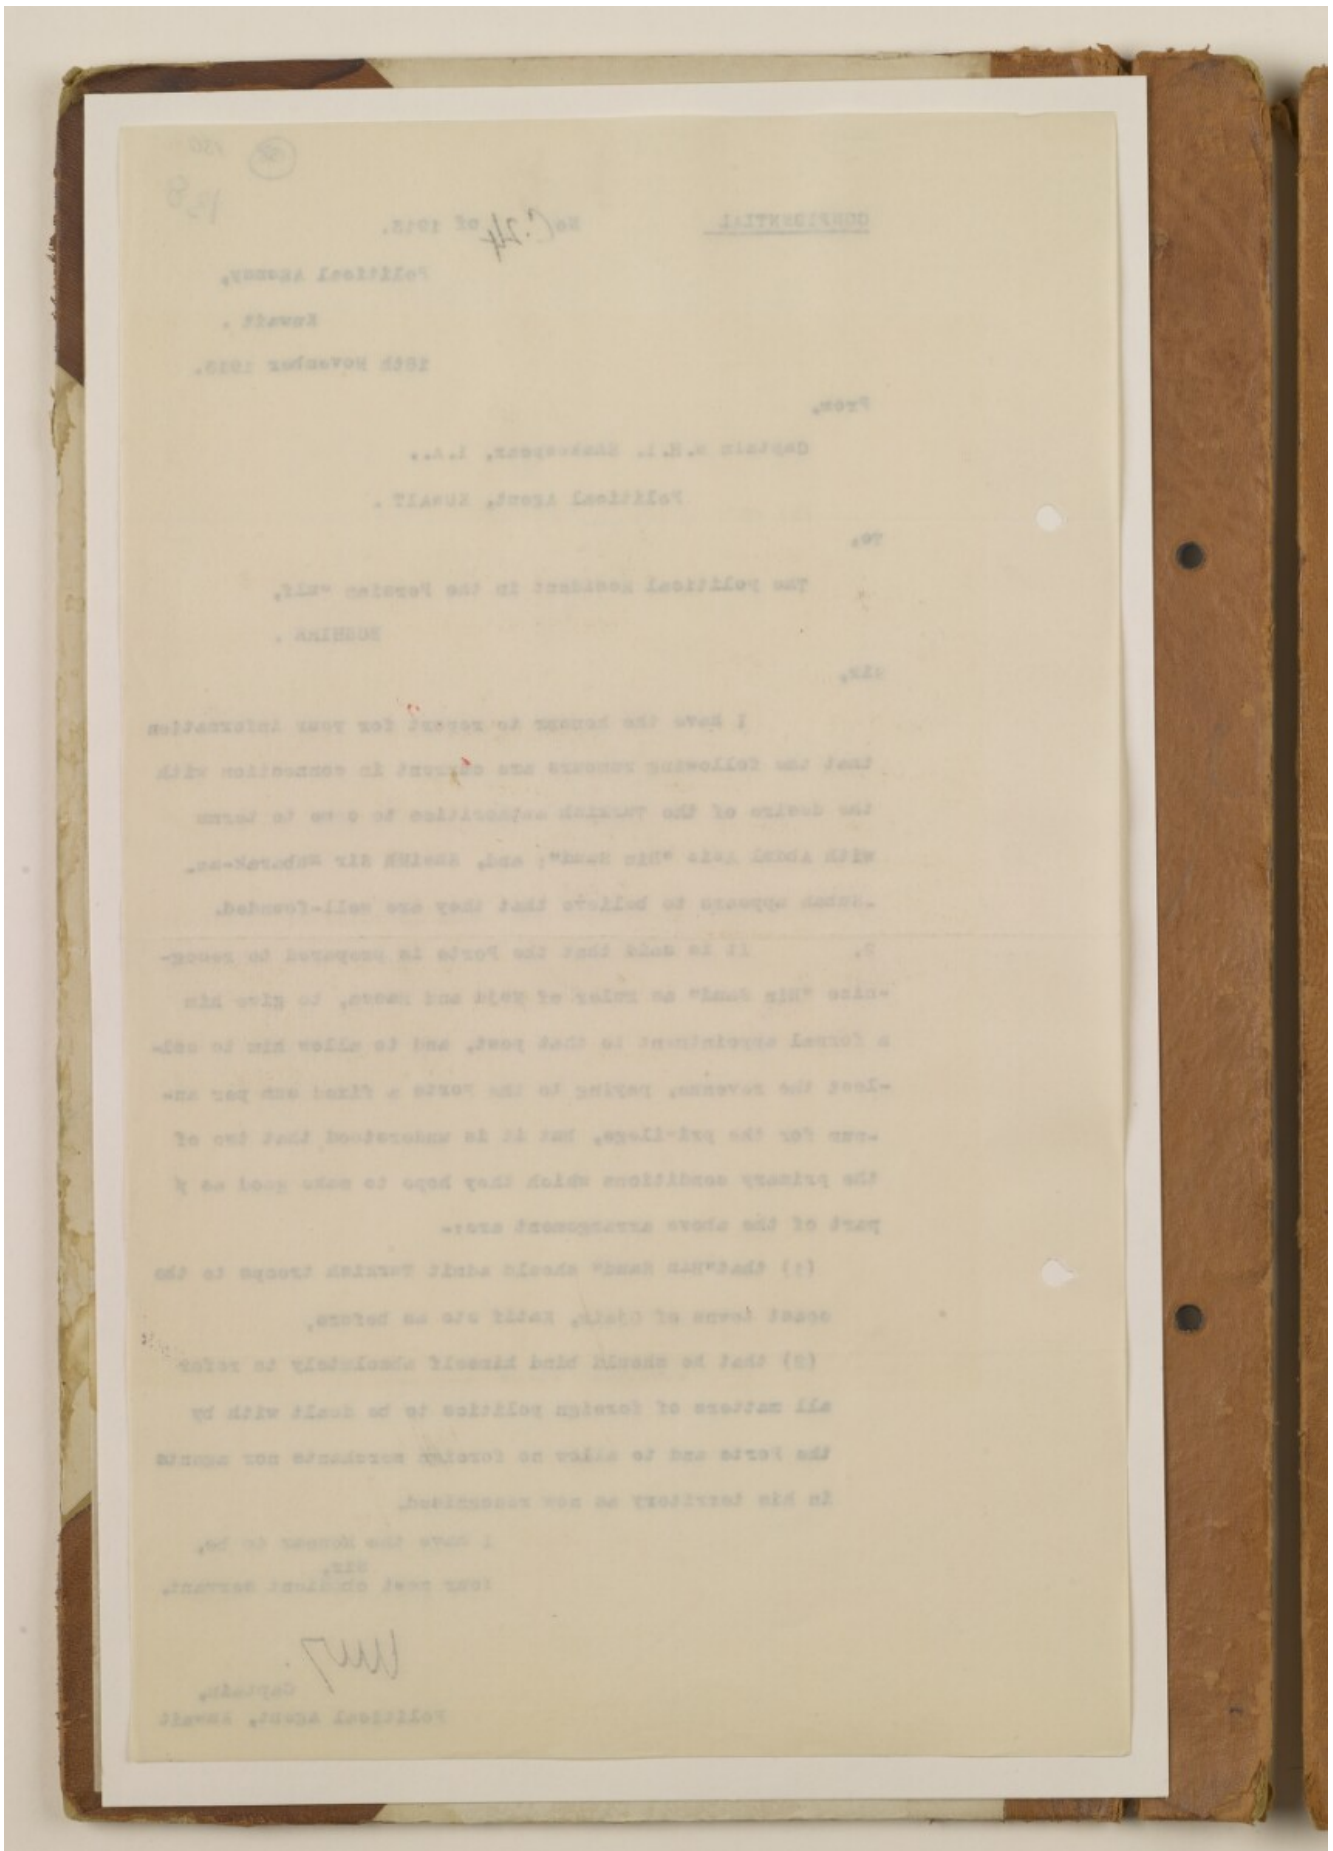 CONFIDENTIAL No C.24 of 1913.
Political Agency,
Kuwait .
November 1913.
From,
Captain W.H.I. Shakespear, I.A.,
Political Agent, KUWAIT .
To,
The Political Resident in the Persian Gulf,
BUSHIRE .
Sir,
I have the honour to report for your information
that the following rumours are current in connection with
the desire of the Turkish authorities to come to terms
with Abdul Aziz "Bin Saud"; and, SHEIKH SIR Mubarak-as-
-Subah appears to believe that they are well-founded.
2. It is said that the Porte is prepared to recog-
-nize "Bin Saud" as Ruler of Nejd and Hassa, to give him
a formal appointment to that post, and to allow him to col-
-lect the revenue, paying to the Porte a fixed sum par an-
-num for the privilege, but it is understood that two of
the primary conditions which they hope to make good as
part of the above arrangement are:-
(1) that "Bin Saud" should admit Turkish troops to the
coast towns of Ojair, Katif etc as before,
(2) that he should bind himself absolutely to refer
all matters of foreign politics to be dealt with by
the Porte and to allow no foreign merchants nor agents
in his territory as now recognised.
I have the Honour to be,
Sir,
Your most obedient servant,
Captain,
Political Agent, Kuwait